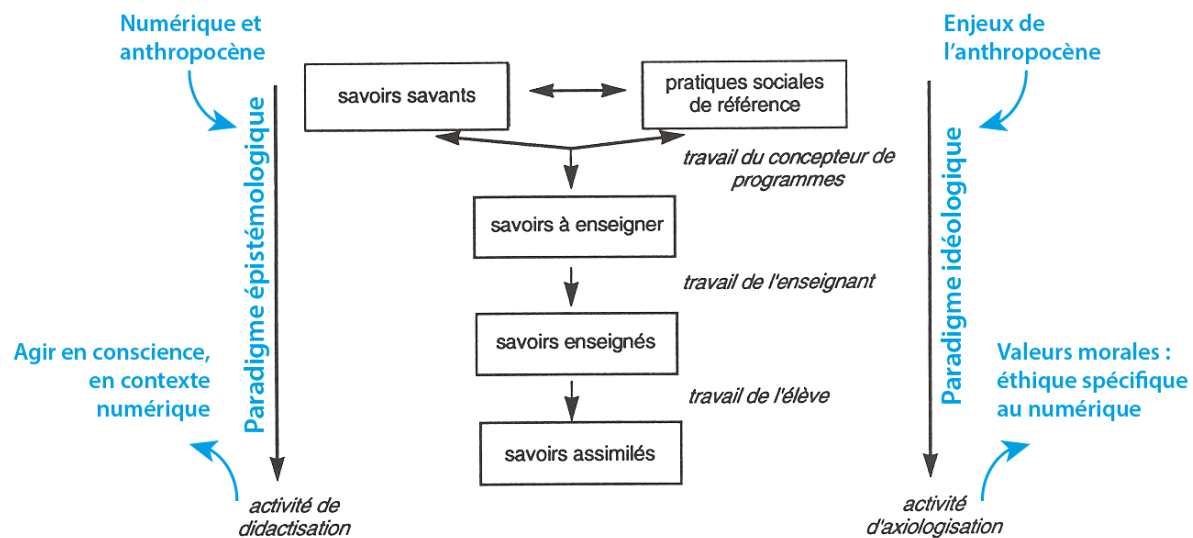 Numérique et
anthropocène
Enjeux de
l'anthropocène
savoirs savants
pratiques sociales
de référence
travail du concepteur de
programmes
Paradigme épistémologique
Paradigme idéologique
savoirs à enseigner
travail de l'enseignant
savoirs enseignés
Agir en conscience,
en contexte
numérique
Valeurs morales :
éthique spécifique
au numérique
travail de l'élève
savoirs assimilés
activité de
didactisation
activité
d'axiologisation